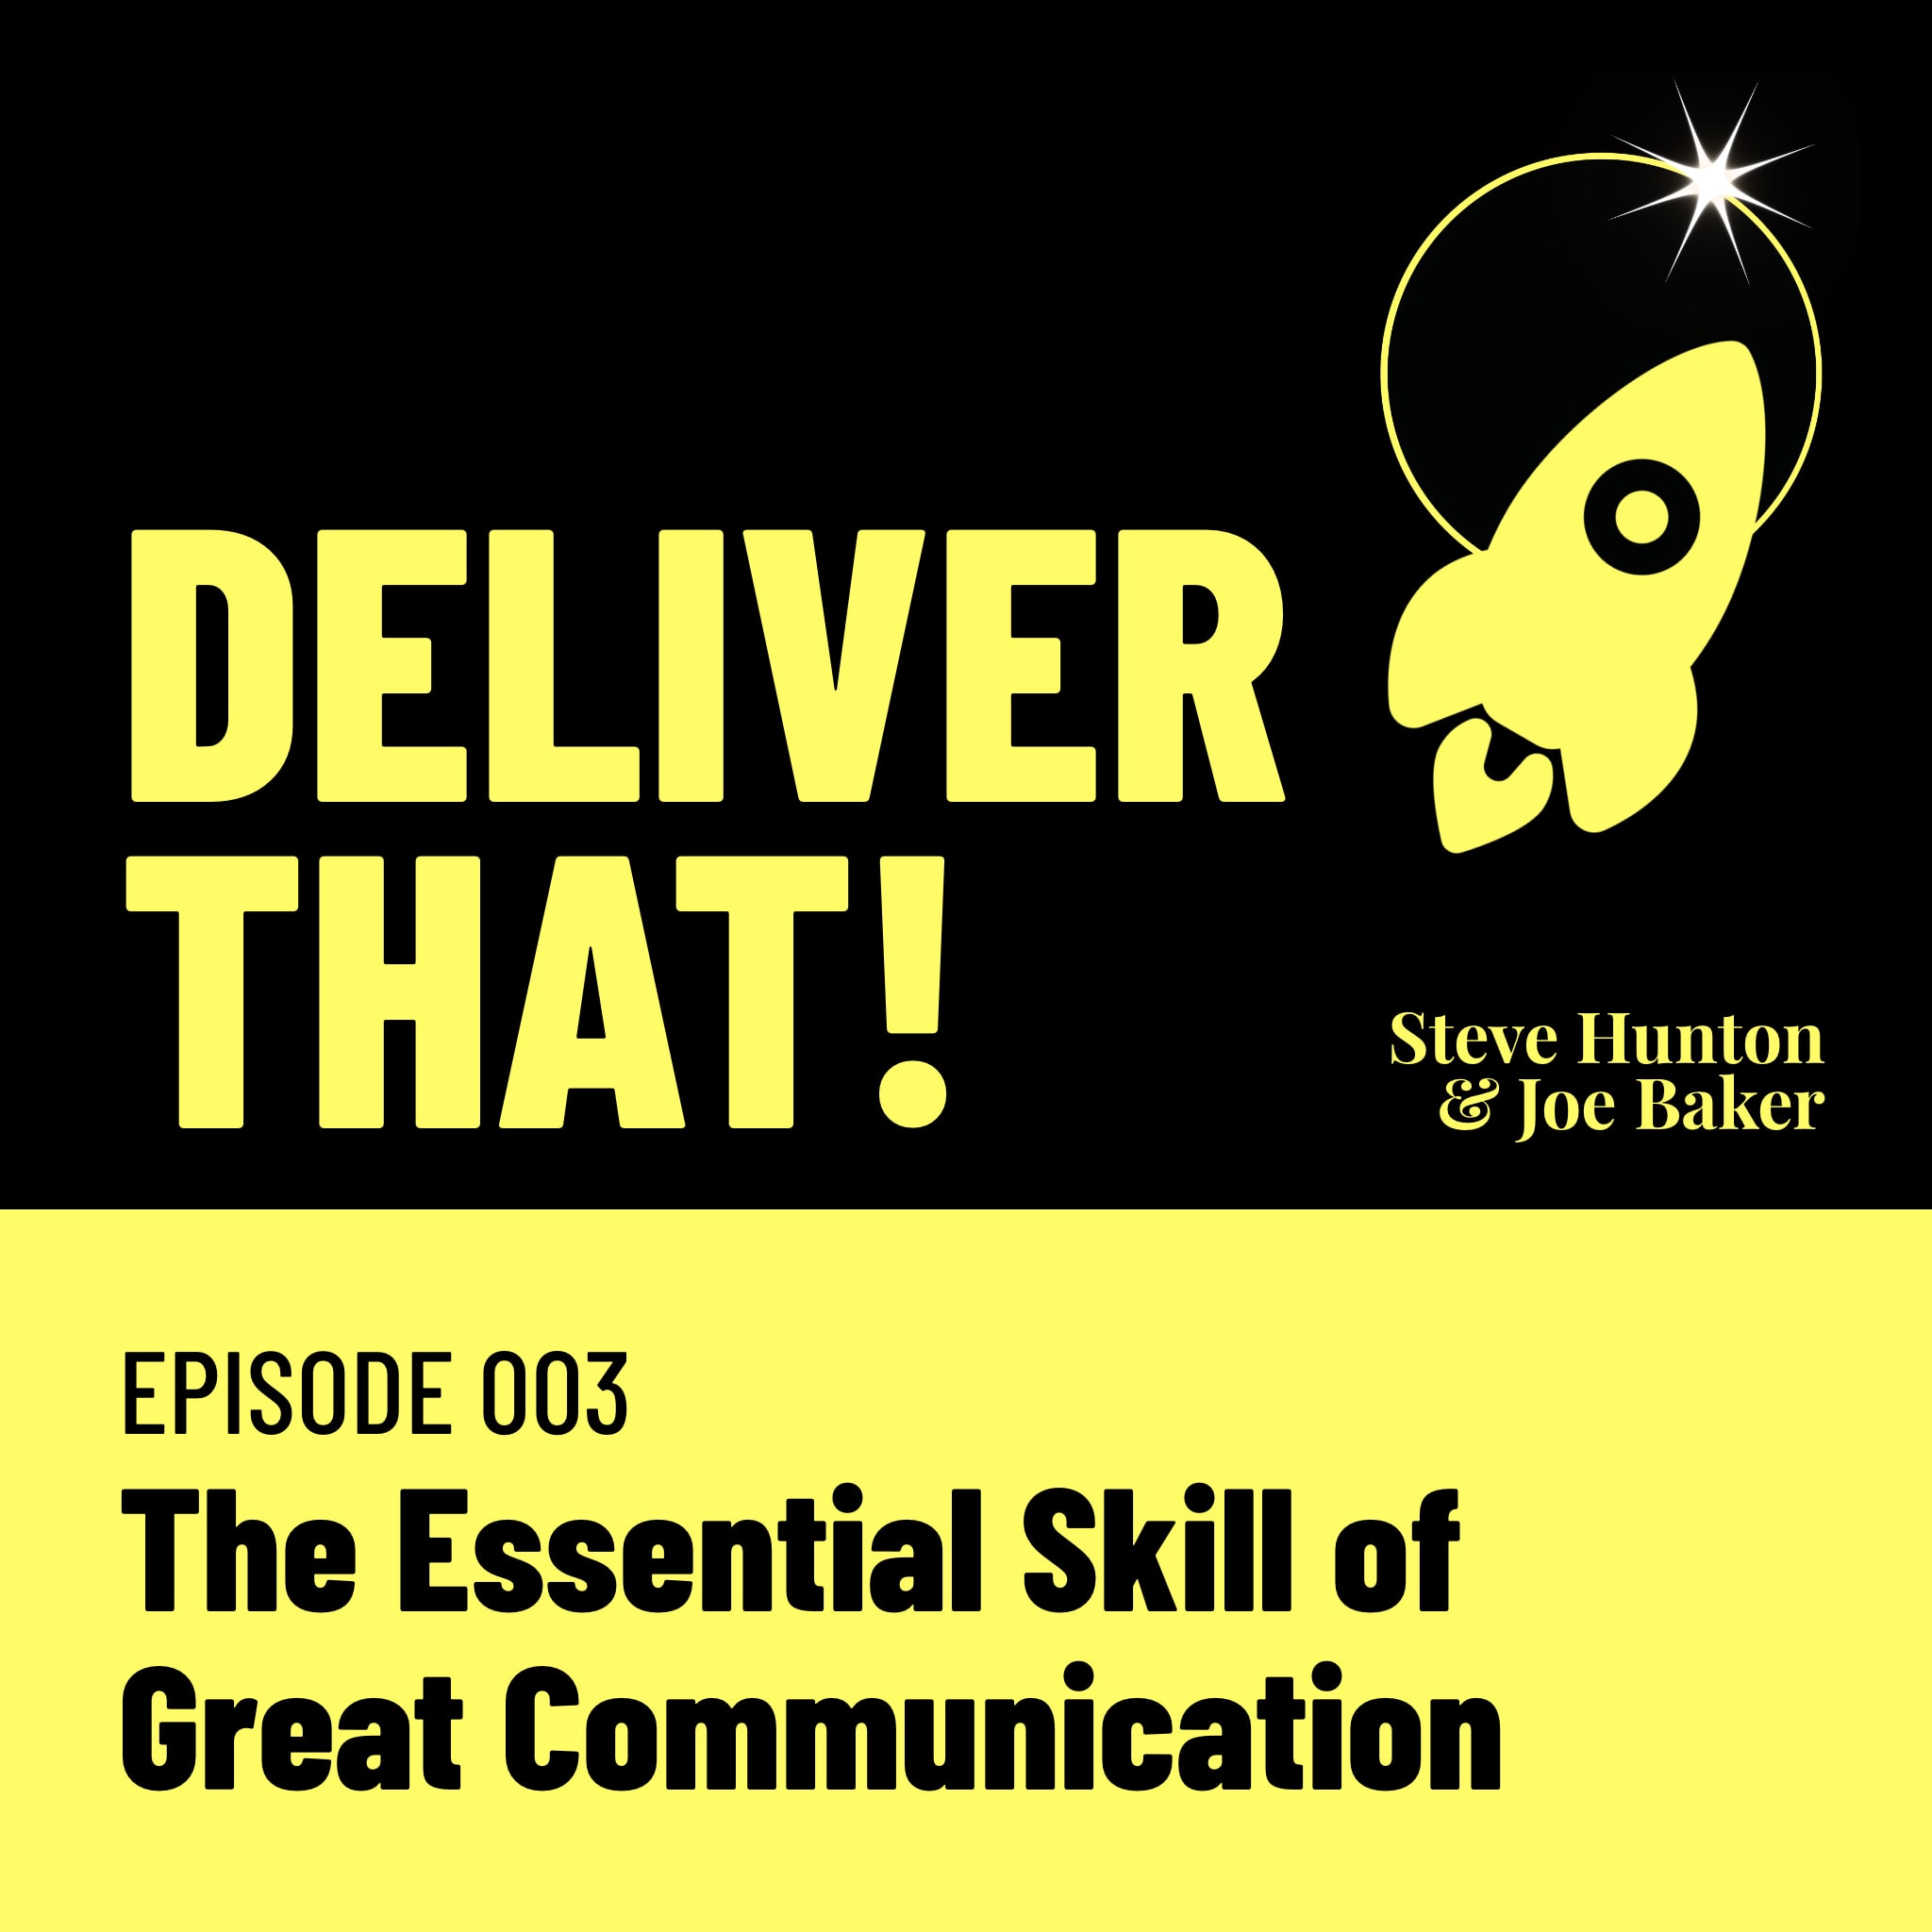 DELIVER
THAT!
Steve Hunton
& Joe Baker
EPISODE 003
The Essential Skill of
Great Communication